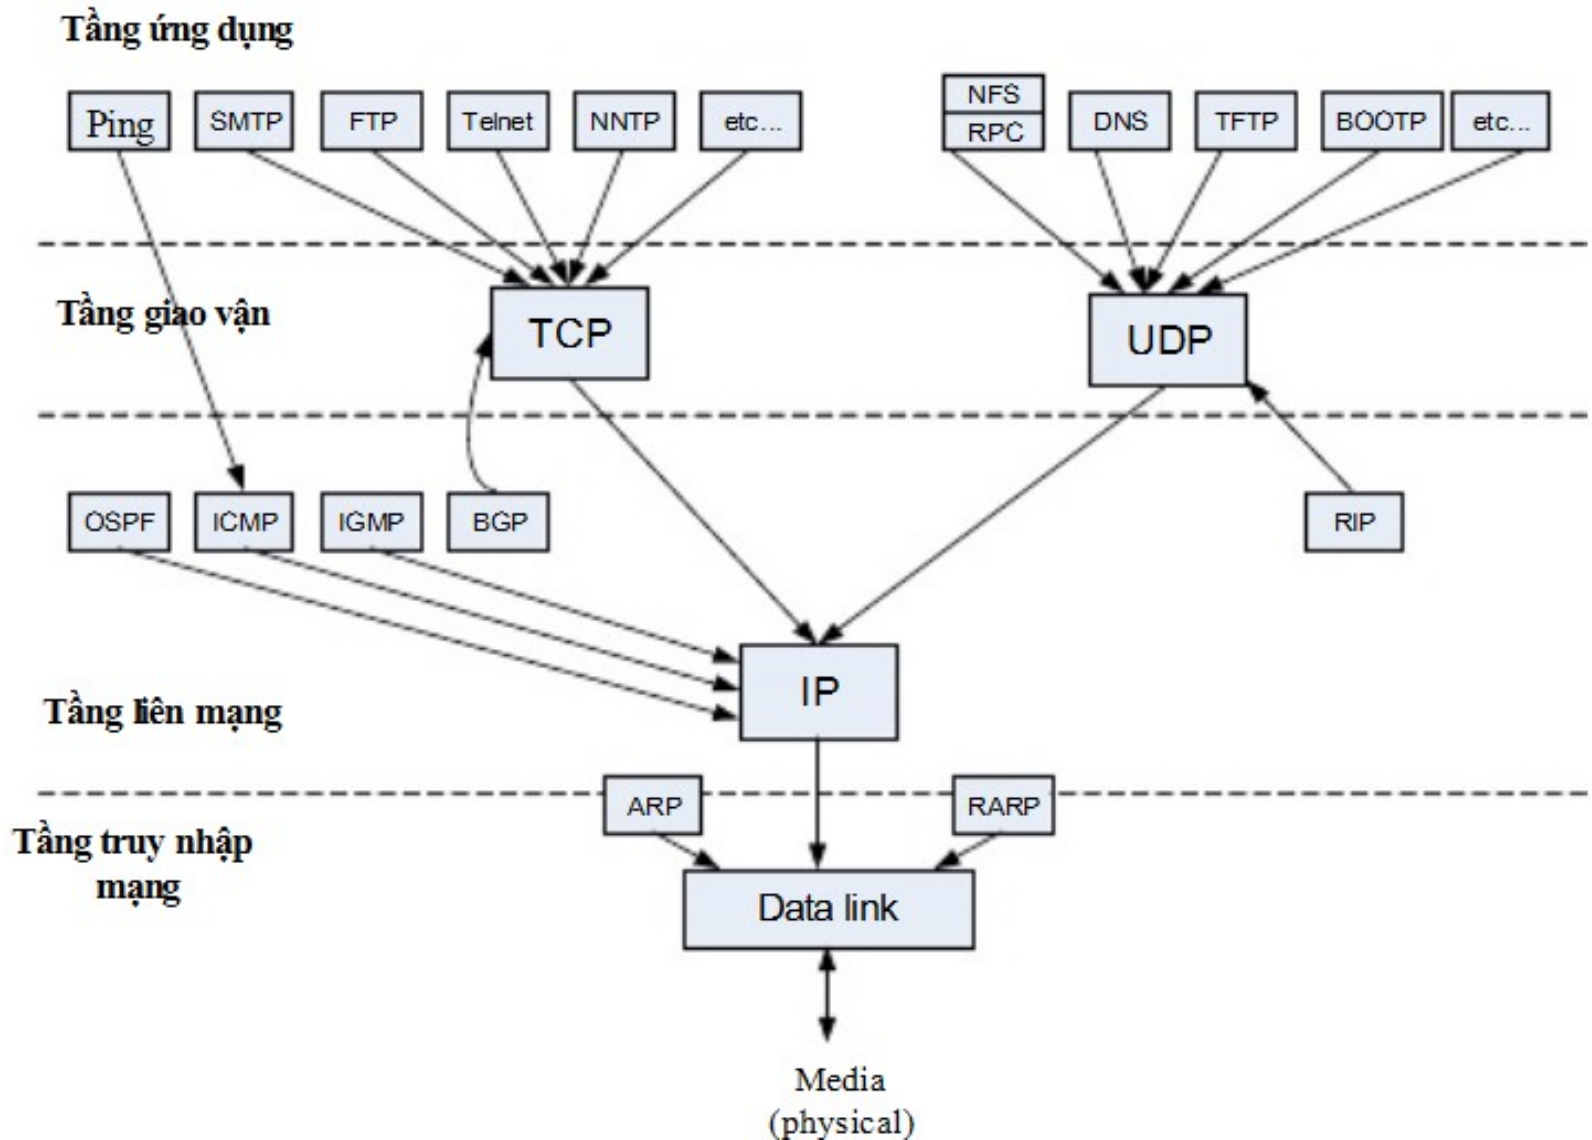 Tầng ứng dụng
Ping
SMTP
FTP
Telnet
NNTP
etc...
NFS
RPC
DNS
TFTP
BOOTP
etc...
Tầng giao vận
TCP
UDP
OSPF
ICMP
IGMP
BGP
RIP
IP
Tầng liên mạng
ARP
RARP
Tầng truy nhập
mạng
Data link
Media
(physical)